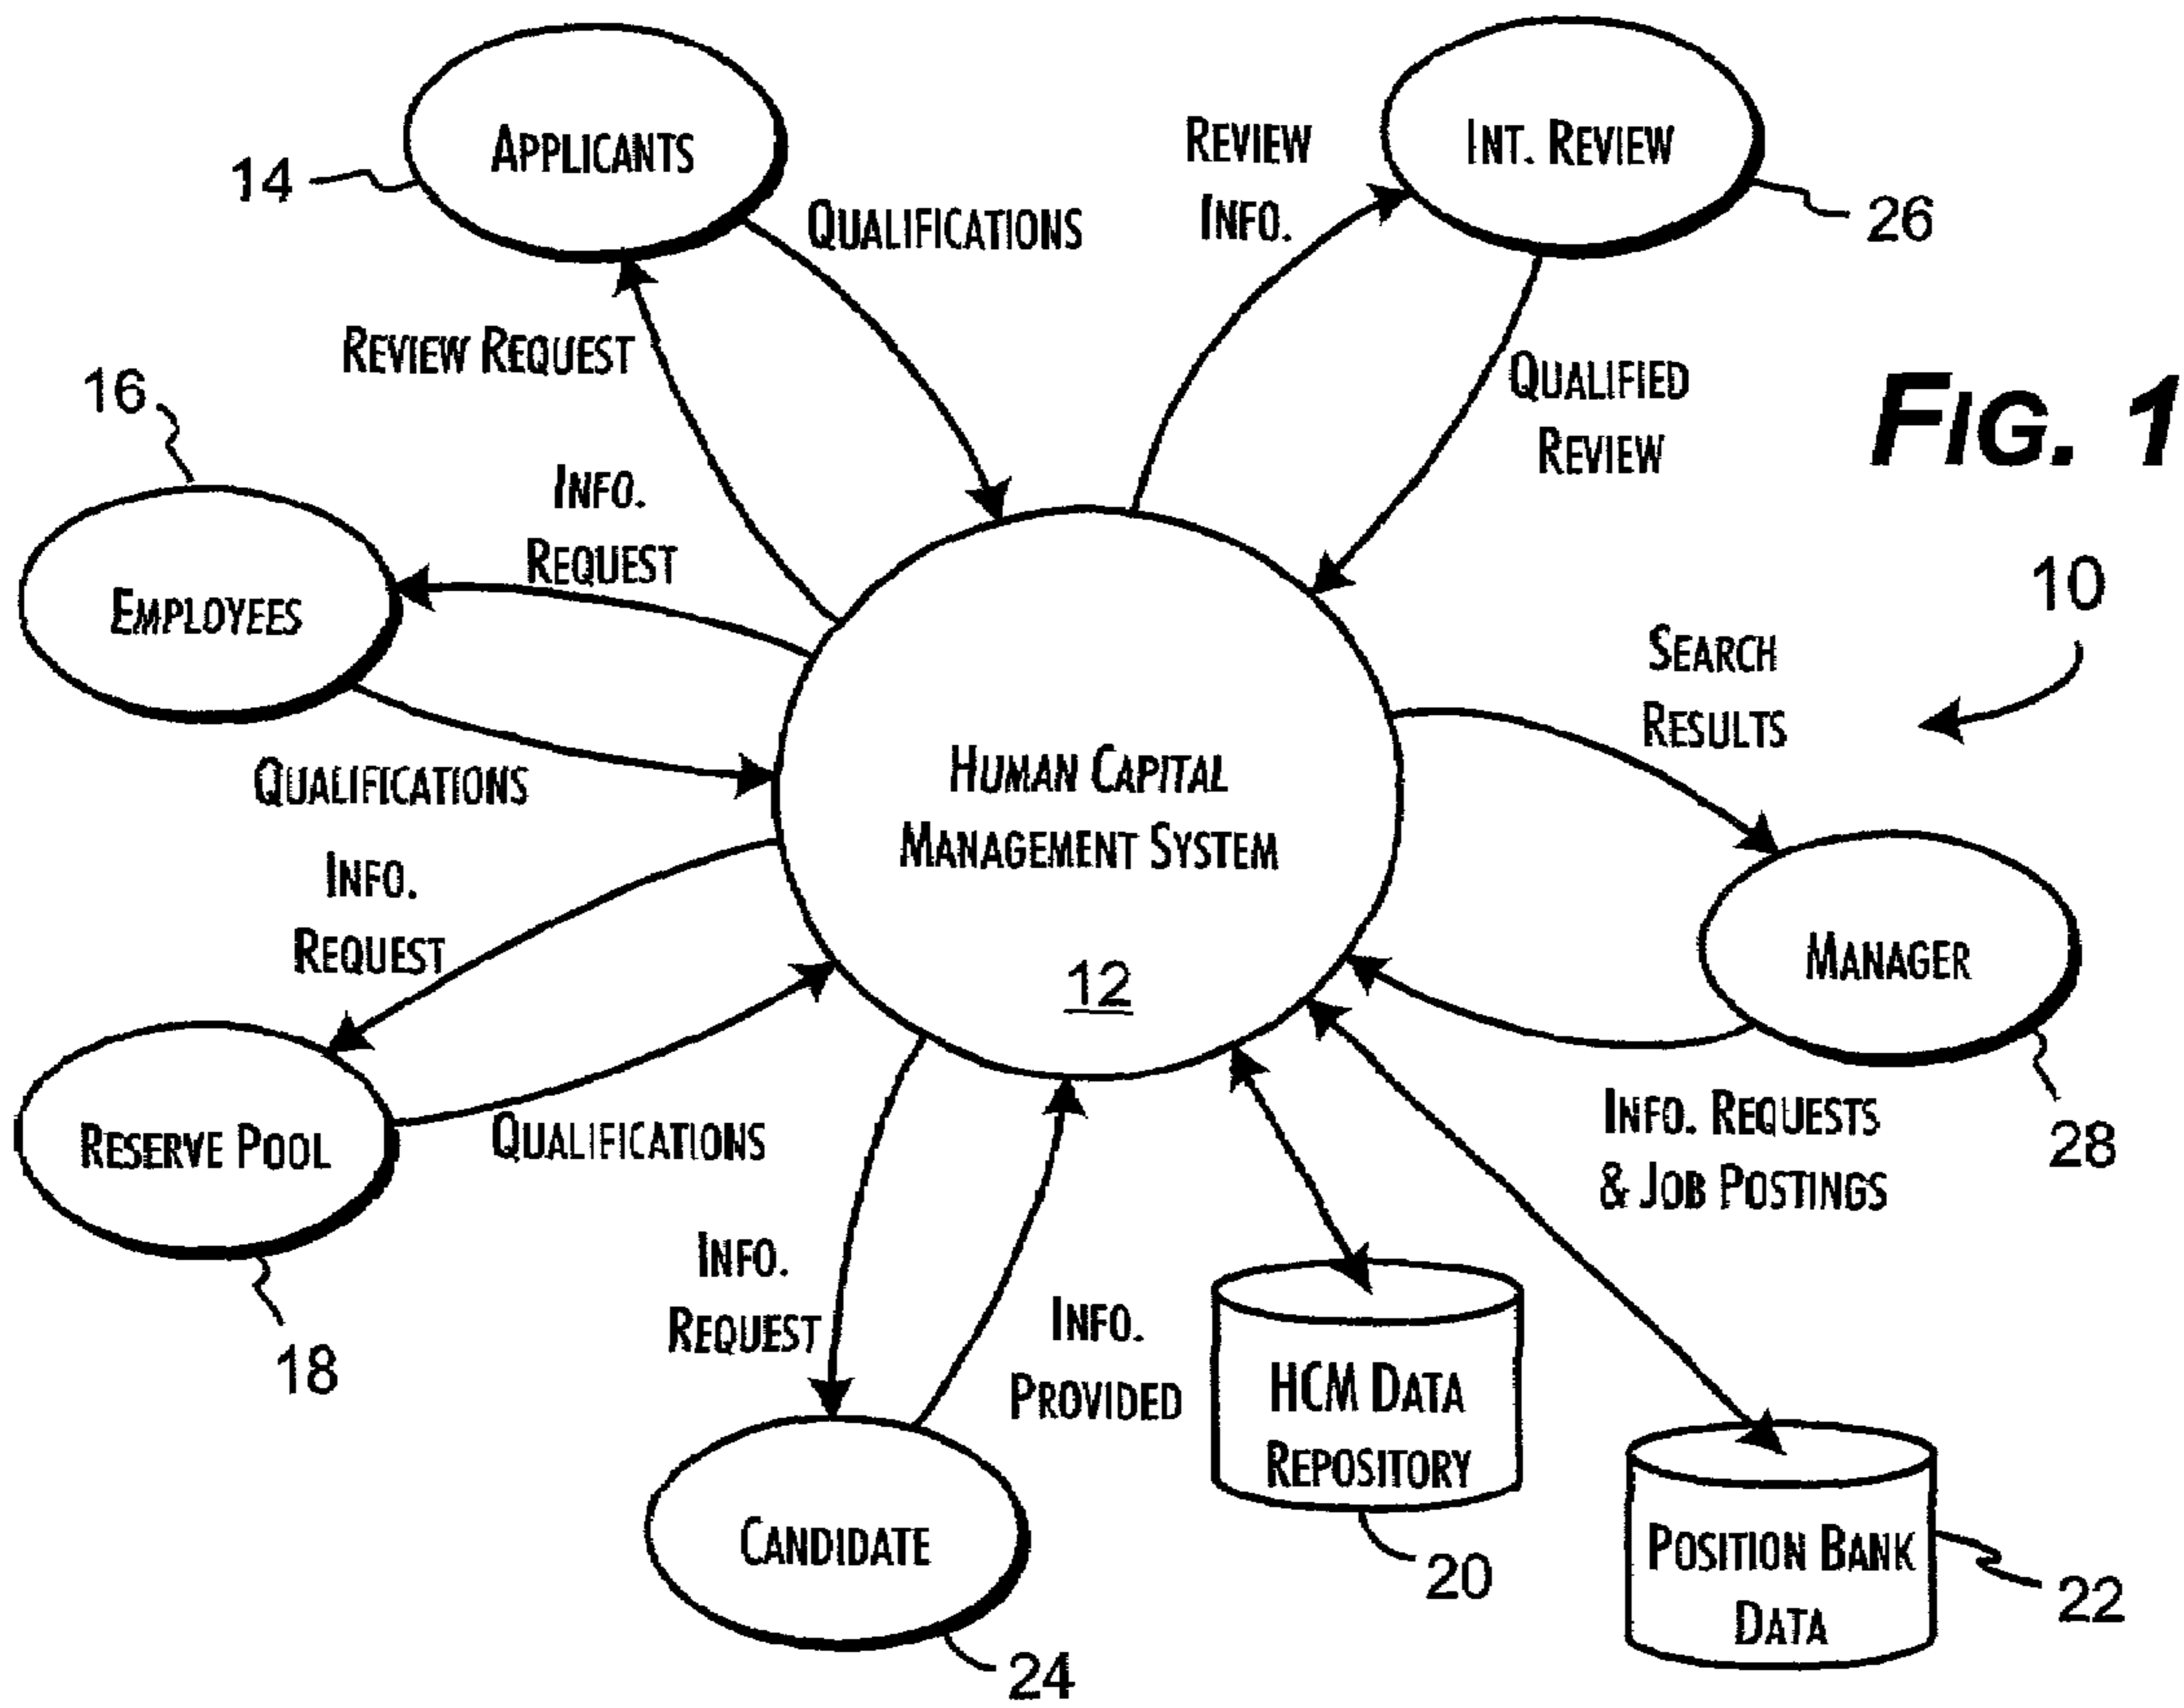 APPLICANTS
14
QUALIFICATIONS
REVIEW REQUEST
REVIEW
INFO.
INT. REVIEW
26
QUALIFIED
REVIEW
FIG. 1
10
16
EMPLOYEES
INFO.
REQUEST
QUALIFICATIONS
SEARCH
RESULTS
HUMAN CAPITAL
MANAGEMENT SYSTEM
12
MANAGER
28
INFO. REQUESTS
& JOB POSTINGS
INFO.
REQUEST
RESERVE POOL
18
QUALIFICATIONS
INFO.
REQUEST
INFO.
PROVIDED
CANDIDATE
24
HCM DATA
REPOSITORY
20
POSITION BANK
DATA
22